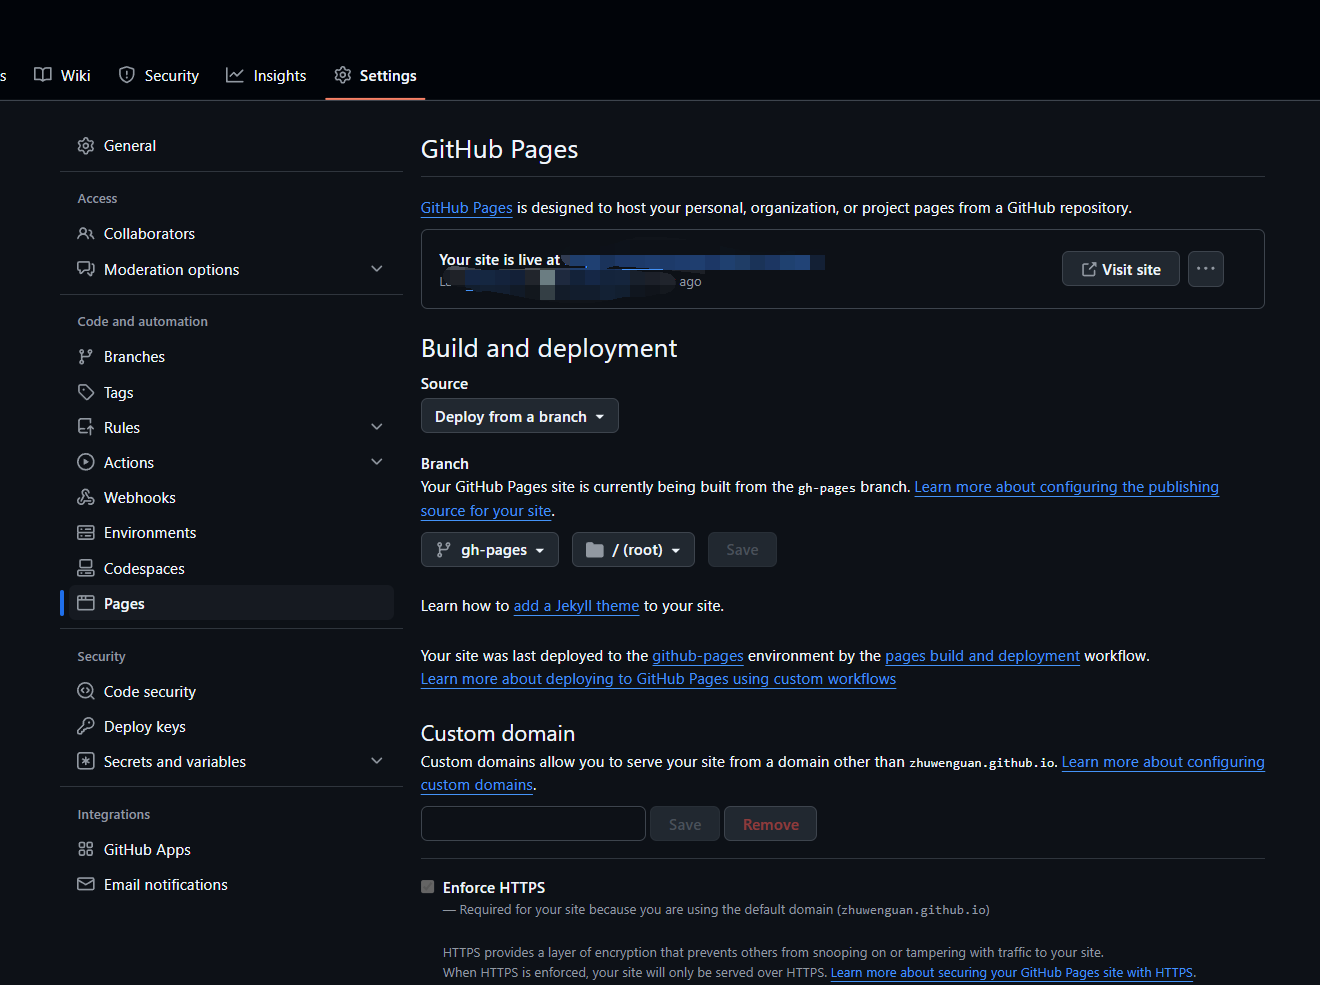 s Wiki Security Insights Settings
General
Access
Collaborators
Moderation options
Code and automation
Branches
Tags
Rules
Actions
Webhooks
Environments
Codespaces
Pages
Security
Code security
Deploy keys
Secrets and variables
Integrations
GitHub Apps
Email notifications
GitHub Pages
GitHub Pages is designed to host your personal, organization, or project pages from a GitHub repository.
Your site is live at
ago
Visit site
Build and deployment
Source
Deploy from a branch
Branch
Your GitHub Pages site is currently being built from the gh-pages branch. Learn more about configuring the publishing
source for your site.
gh-pages / (root) Save
Learn how to add a Jekyll theme to your site.
Your site was last deployed to the github-pages environment by the pages build and deployment workflow.
Learn more about deploying to GitHub Pages using custom workflows
Custom domain
Custom domains allow you to serve your site from a domain other than zhuwenguan.github.io. Learn more about configuring
custom domains.
Save Remove
Enforce HTTPS
— Required for your site because you are using the default domain (zhuwenguan.github.io)
HTTPS provides a layer of encryption that prevents others from snooping on or tampering with traffic to your site.
When HTTPS is enforced, your site will only be served over HTTPS. Learn more about securing your GitHub Pages site with HTTPS.